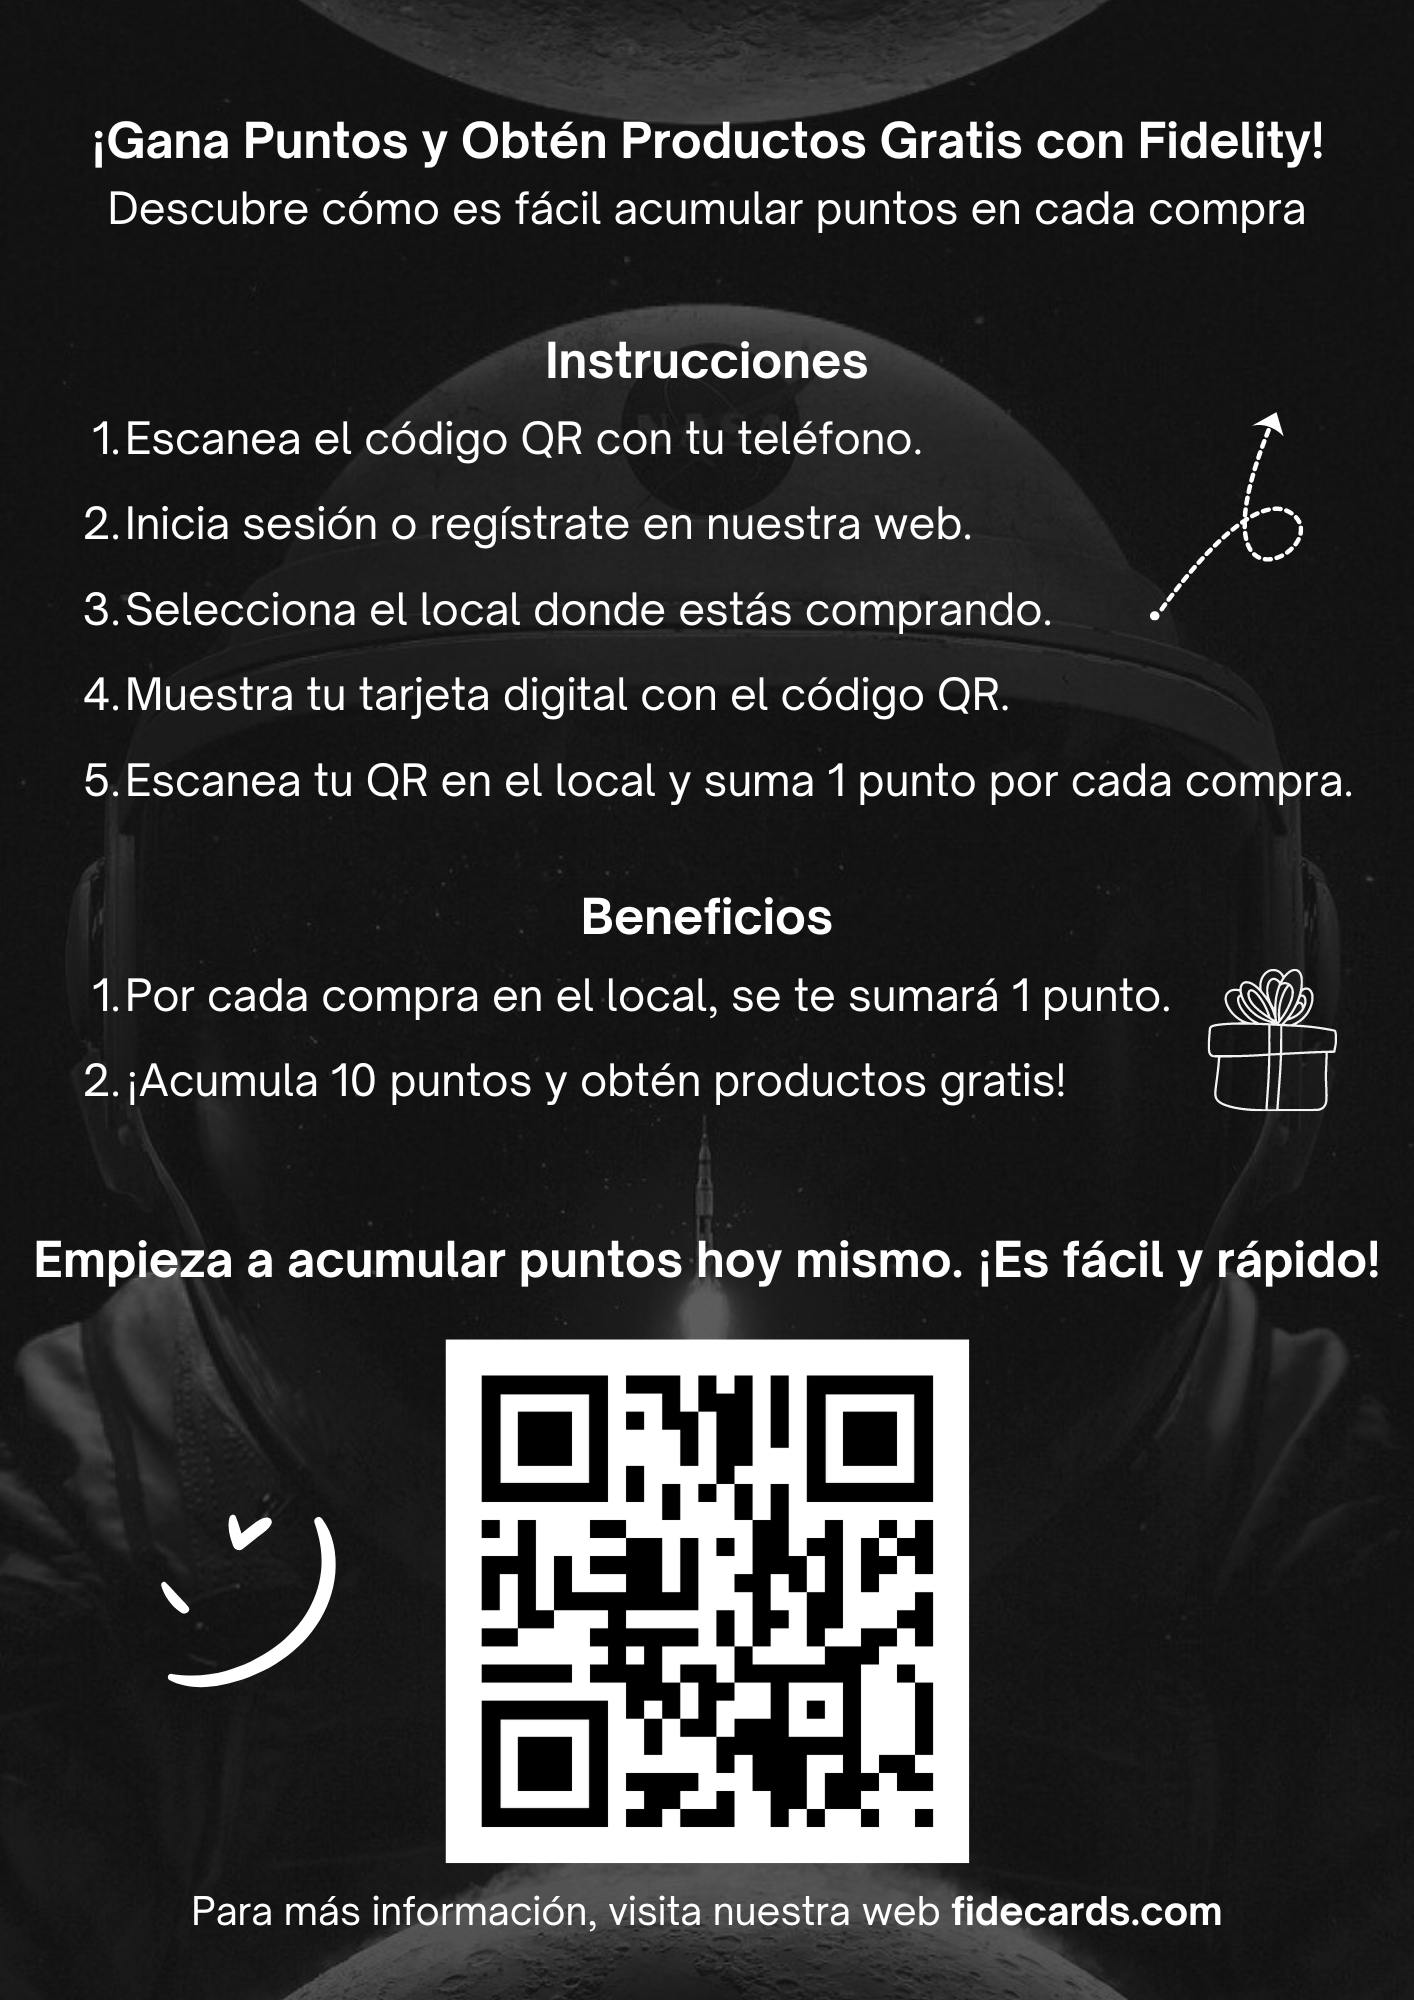 ¡Gana Puntos y Obtén Productos Gratis con Fidelity!
Descubre cómo es fácil acumular puntos en cada compra
Instrucciones
NASA
1. Escanea el código QR con tu teléfono.
2. Inicia sesión o regístrate en nuestra web.
3. Selecciona el local donde estás comprando.
4. Muestra tu tarjeta digital con el código QR.
5. Escanea tu QR en el local y suma 1 punto por cada compra.
Beneficios
1. Por cada compra en el local, se te sumará 1 punto.
2. ¡Acumula 10 puntos y obtén productos gratis!
Empieza a acumular puntos hoy mismo. ¡Es fácil y rápido!
Para más información, visita nuestra web fidecards.com